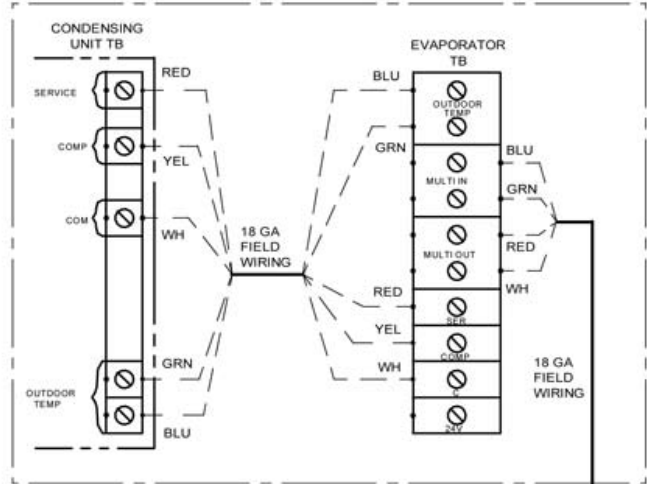 CONDENSING
UNIT TB
RED
SERVICE
COMP
YEL
COM
WH
18 GA
FIELD
WIRING
GRN
OUTDOOR
TEMP
BLU
EVAPORATOR
TB
BLU
OUTDOOR
TEMP
GRN
BLU
MULTI IN
GRN
MULTI OUT
RED
WH
RED
SER
YEL
COMP
WH
C
24V
18 GA
FIELD
WIRING